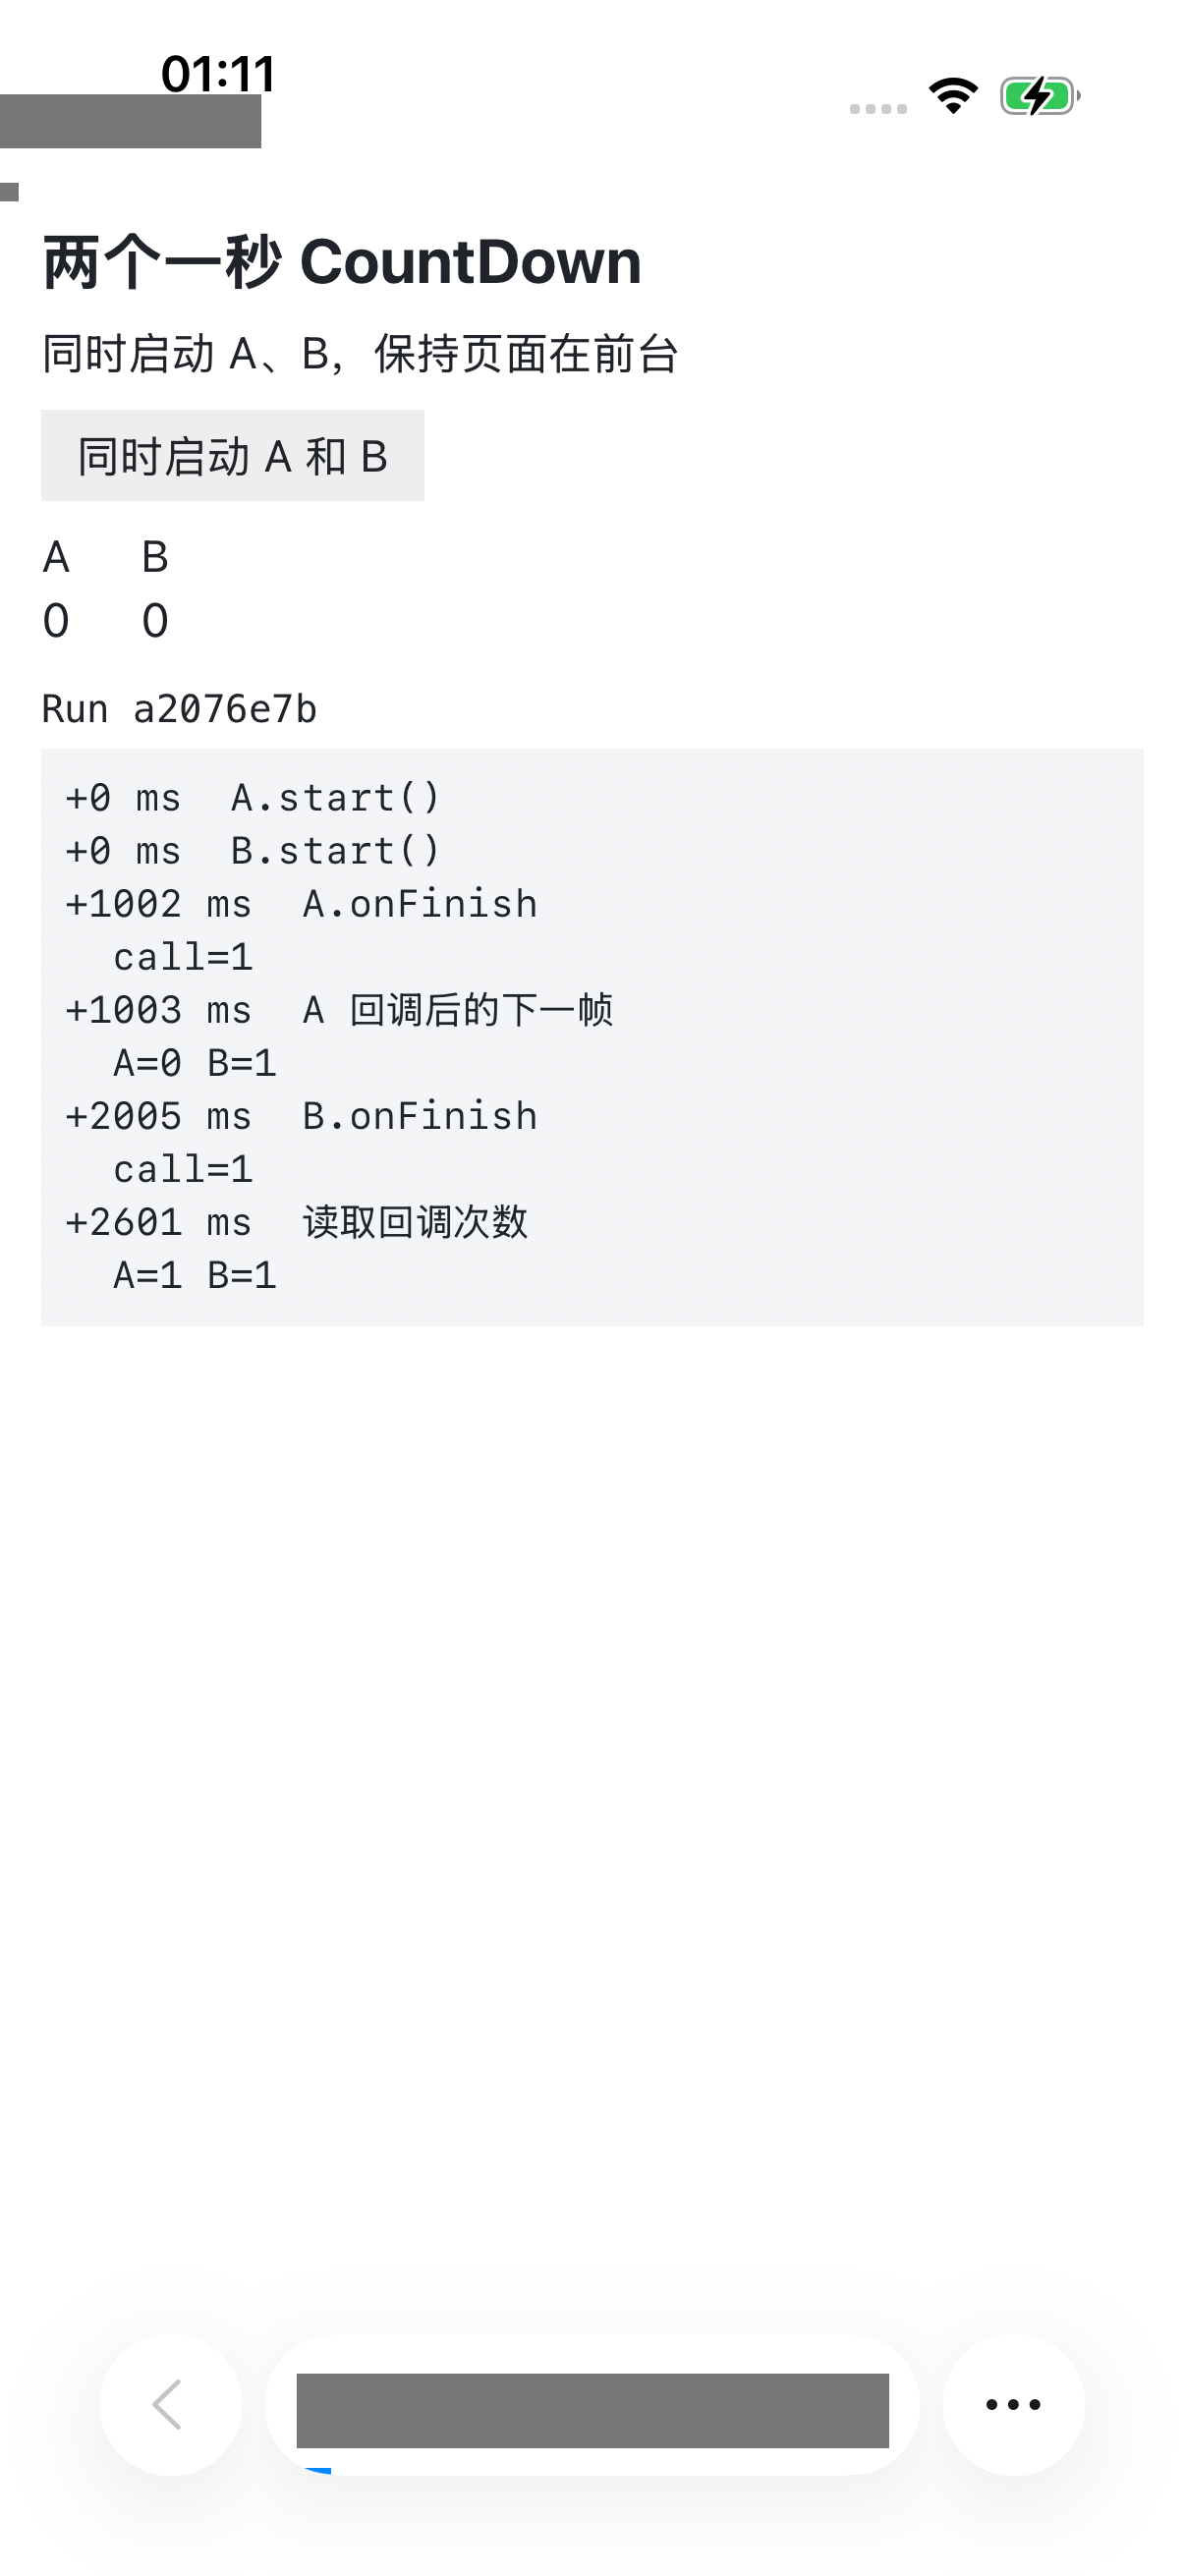 01:11
两个一秒 CountDown
同时启动 A、B，保持页面在前台
同时启动 A 和 B
A B
0 0
Run a2076e7b
+0 ms  A.start()
+0 ms  B.start()
+1002 ms  A.onFinish
call=1
+1003 ms  A 回调后的下一帧
A=0 B=1
+2005 ms  B.onFinish
call=1
+2601 ms  读取回调次数
A=1 B=1